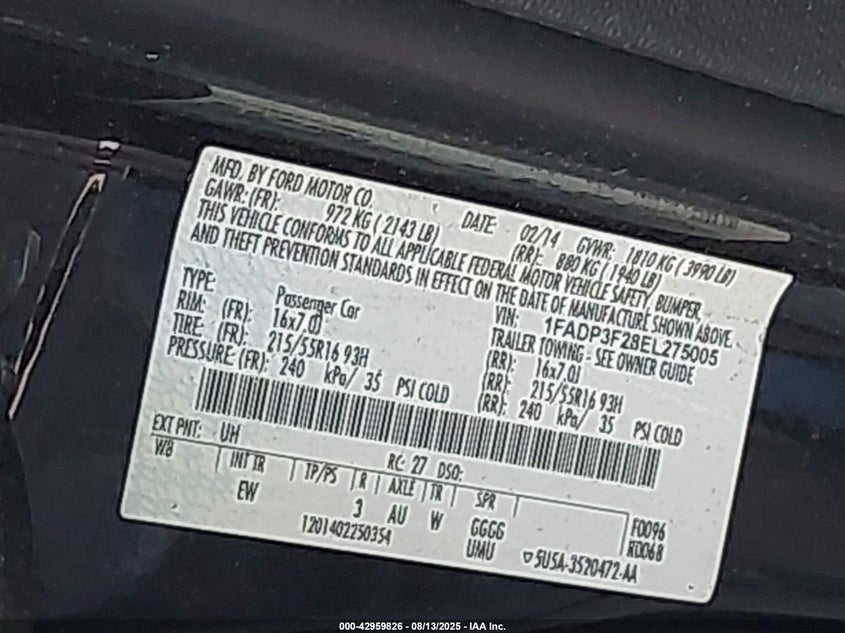 MFD. BY FORD MOTOR CO.
DATE: 02/14 GVWR: 1810 KG ( 3990 LB)
GAWR: (FR): 972 KG ( 2143 LB) (RR): 880 KG ( 1940 LB)
THIS VEHICLE CONFORMS TO ALL APPLICABLE FEDERAL MOTOR VEHICLE SAFETY, BUMPER,
AND THEFT PREVENTION STANDARDS IN EFFECT ON THE DATE OF MANUFACTURE SHOWN ABOVE.
VIN: 1FADP3F28EL275005
TYPE: Passenger Car TRAILER TOWING - SEE OWNER GUIDE
RIM: (FR): 16x7.0J (RR): 16x7.0J
TIRE: (FR): 215/55R16 93H (RR): 215/55R16 93H
PRESSURE: (FR): 240 kPa/ 35 PSI COLD (RR): 240 kPa/ 35 PSI COLD
EXT PNT: UH RC: 27 DSO:
WB INT TR TP/PS R AXLE TR SPR F0096
EW 3 AU W GGGG R0068
1201402250354 UMU 5U5A-3520472-AA
000-42959826 - 08/13/2025 - IAA Inc.